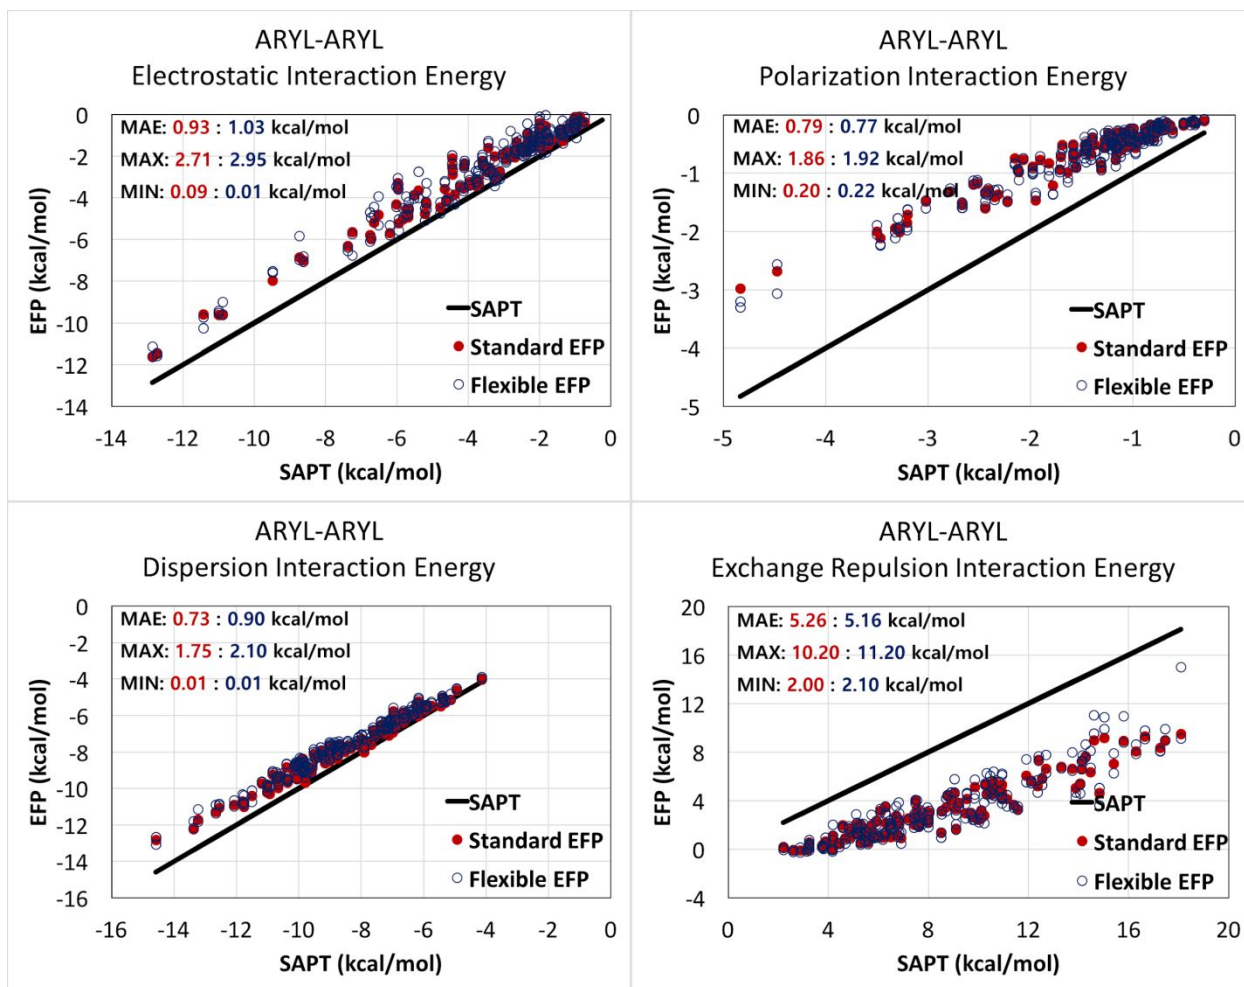 ARYL-ARYL
Electrostatic Interaction Energy
MAE: 0.93 : 1.03 kcal/mol
MAX: 2.71 : 2.95 kcal/mol
MIN: 0.09 : 0.01 kcal/mol
0
-2
-4
-6
-8
-10
-12
-14
EFP (kcal/mol)
SAPT
Standard EFP
Flexible EFP
-14 -12 -10 -8 -6 -4 -2 0
SAPT (kcal/mol)
ARYL-ARYL
Polarization Interaction Energy
MAE: 0.79 : 0.77 kcal/mol
MAX: 1.86 : 1.92 kcal/mol
MIN: 0.20 : 0.22 kcal/mol
0
-1
-2
-3
-4
-5
EFP (kcal/mol)
SAPT
Standard EFP
Flexible EFP
-5 -4 -3 -2 -1 0
SAPT (kcal/mol)
ARYL-ARYL
Dispersion Interaction Energy
MAE: 0.73 : 0.90 kcal/mol
MAX: 1.75 : 2.10 kcal/mol
MIN: 0.01 : 0.01 kcal/mol
0
-2
-4
-6
-8
-10
-12
-14
-16
EFP (kcal/mol)
SAPT
Standard EFP
Flexible EFP
-16 -14 -12 -10 -8 -6 -4 -2 0
SAPT (kcal/mol)
ARYL-ARYL
Exchange Repulsion Interaction Energy
MAE: 5.26 : 5.16 kcal/mol
MAX: 10.20 : 11.20 kcal/mol
MIN: 2.00 : 2.10 kcal/mol
20
16
12
8
4
0
-4
EFP (kcal/mol)
SAPT
Standard EFP
Flexible EFP
0 4 8 12 16 20
SAPT (kcal/mol)